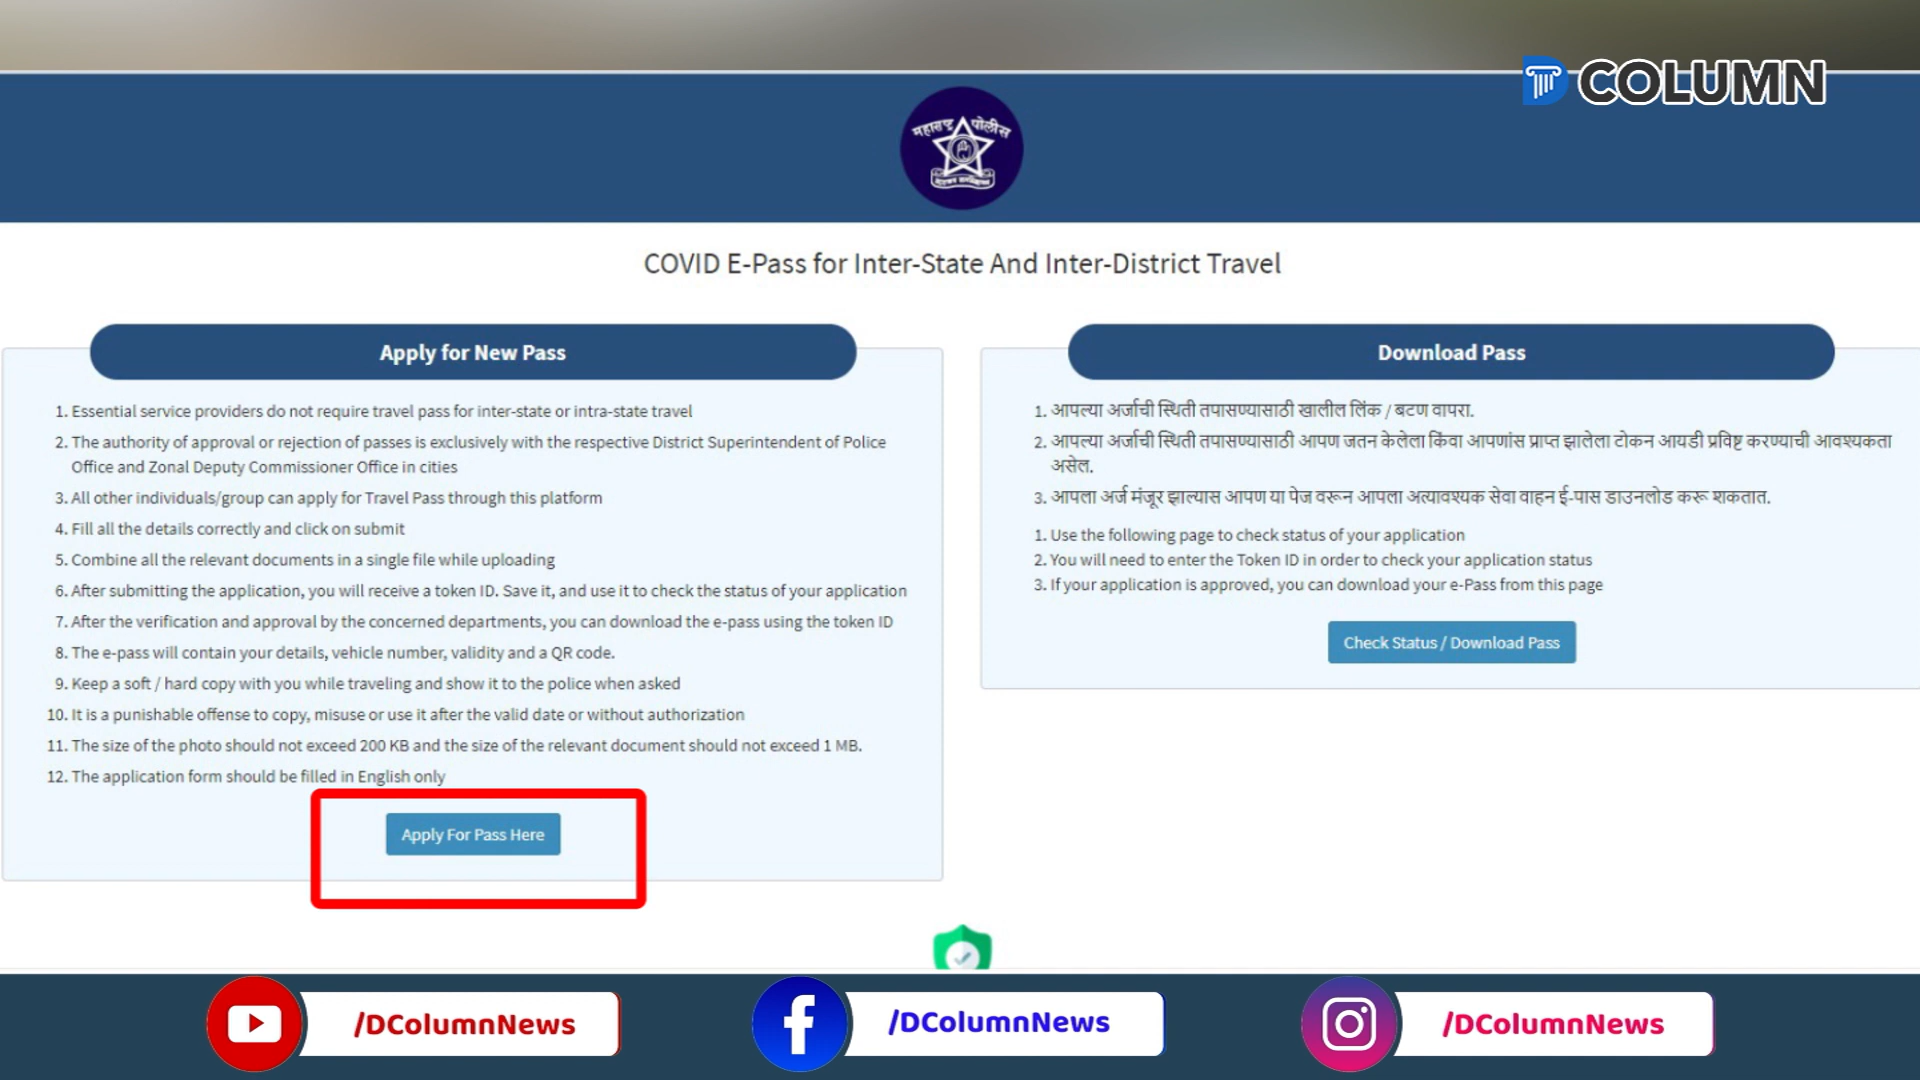 COLUMN
महाराष्ट्र पोलीस
COVID E-Pass for Inter-State And Inter-District Travel
Apply for New Pass
1. Essential service providers do not require travel pass for inter-state or intra-state travel
2. The authority of approval or rejection of passes is exclusively with the respective District Superintendent of Police
Office and Zonal Deputy Commissioner Office in cities
3. All other individuals/group can apply for Travel Pass through this platform
4. Fill all the details correctly and click on submit
5. Combine all the relevant documents in a single file while uploading
6. After submitting the application, you will receive a token ID. Save it, and use it to check the status of your application
7. After the verification and approval by the concerned departments, you can download the e-pass using the token ID
8. The e-pass will contain your details, vehicle number, validity and a QR code.
9. Keep a soft / hard copy with you while traveling and show it to the police when asked
10. It is a punishable offense to copy, misuse or use it after the valid date or without authorization
11. The size of the photo should not exceed 200 KB and the size of the relevant document should not exceed 1 MB.
12. The application form should be filled in English only
Apply For Pass Here
Download Pass
1. आपल्या अर्जाची स्थिती तपासण्यासाठी खालील लिंक / बटण वापरा.
2. आपल्या अर्जाची स्थिती तपासण्यासाठी आपण जतन केलेला किंवा आपणांस प्राप्त झालेला टोकन आयडी प्रविष्ट करण्याची आवश्यकता
असेल.
3. आपला अर्ज मंजूर झाल्यास आपण या पेज वरून आपला अत्यावश्यक सेवा वाहन ई-पास डाउनलोड करू शकतात.
1. Use the following page to check status of your application
2. You will need to enter the Token ID in order to check your application status
3. If your application is approved, you can download your e-Pass from this page
Check Status / Download Pass
/DColumnNews
/DColumnNews
/DColumnNews